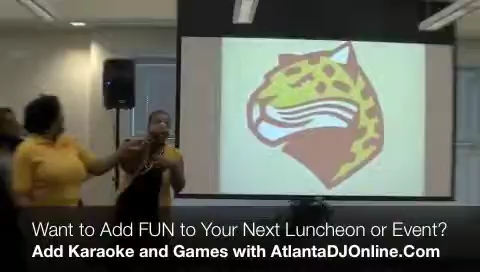 Want to Add FUN to Your Next Luncheon or Event?
Add Karaoke and Games with AtlantaDJOnline.Com